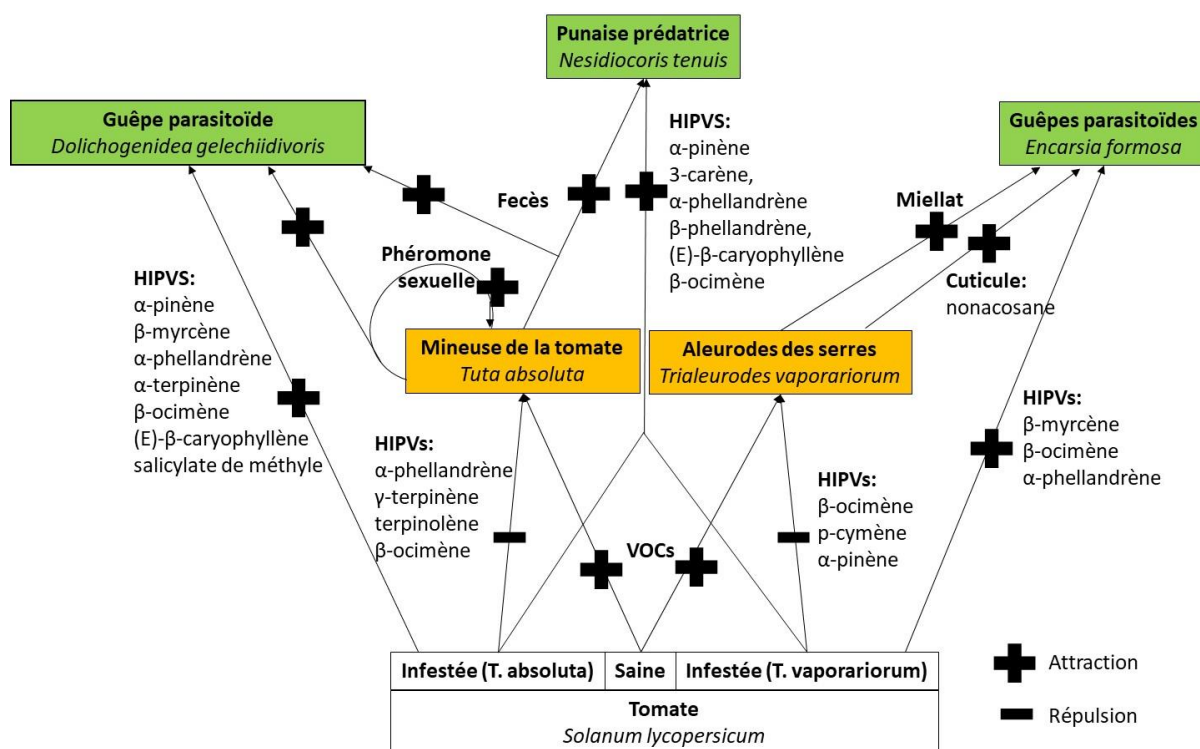 Punaise prédatrice
Nesidiocoris tenuis
Guêpe parasitoïde
Dolichogenidea gelechiidivoris
Guêpes parasitoïdes
Encarsia formosa
HIPVS:
α-pinène
3-carène,
α-phellandrène
β-phellandrène,
(E)-β-caryophyllène
β-ocimène
Fecès
Miellat
Phéromone
sexuelle
Cuticule:
nonacosane
HIPVS:
α-pinène
β-myrcène
α-phellandrène
α-terpinène
β-ocimène
(E)-β-caryophyllène
salicylate de méthyle
Mineuse de la tomate
Tuta absoluta
Aleurodes des serres
Trialeurodes vaporariorum
HIPVs:
α-phellandrène
γ-terpinène
terpinolène
β-ocimène
VOCs
HIPVs:
β-ocimène
p-cymène
α-pinène
HIPVs:
β-myrcène
β-ocimène
α-phellandrène
Infestée (T. absoluta)
Saine
Infestée (T. vaporariorum)
Tomate
Solanum lycopersicum
Attraction
Répulsion